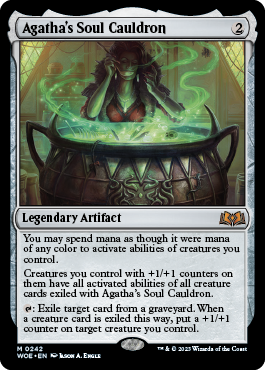 Agatha's Soul Cauldron 2
Legendary Artifact
You may spend mana as though it were mana
of any color to activate abilities of creatures you
control.
Creatures you control with +1/+1 counters on
them have all activated abilities of all creature
cards exiled with Agatha's Soul Cauldron.
: Exile target card from a graveyard. When
a creature card is exiled this way, put a +1/+1
counter on target creature you control.
M 0242
WOE • EN Jason A. Engle
™ & © 2023 Wizards of the Coast